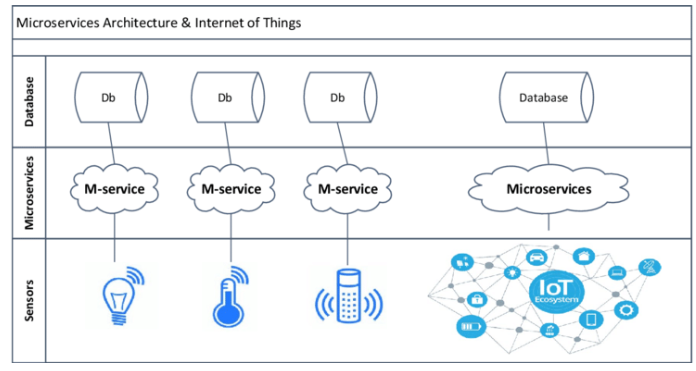 Microservices Architecture & Internet of Things
Database
Db
Db
Db
Database
Microservices
M-service
M-service
M-service
Microservices
Sensors
IoT
Ecosystem